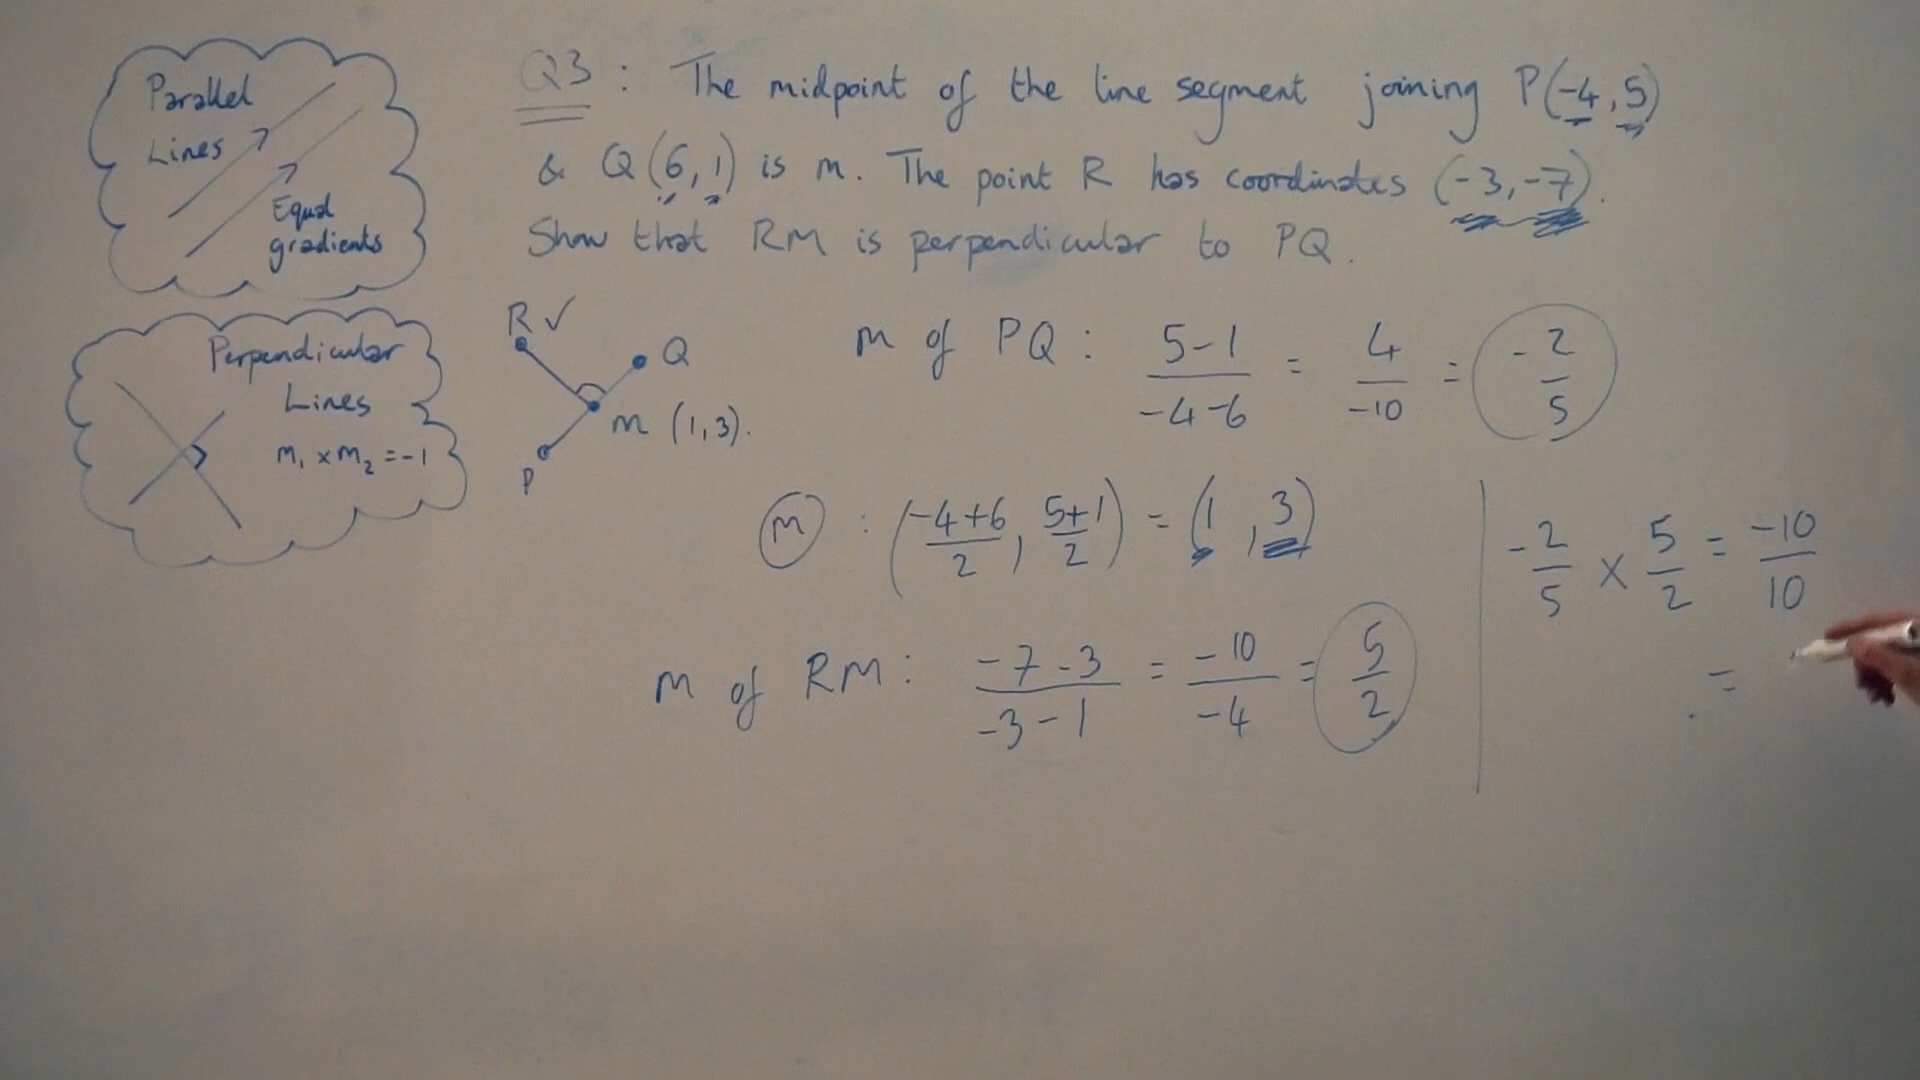 Parallel
Lines
Equal
gradients
Q3 : The midpoint of the line segment joining P(-4, 5)
& Q (6, 1) is M. The point R has coordinates (-3, -7).
Show that RM is perpendicular to PQ.
Perpendicular
Lines
m₁ × m₂ = -1
R ✓
Q
M (1, 3).
P
m of PQ : (5-1)/(-4-6) = 4/-10 = -2/5
M : ((-4+6)/2, (5+1)/2) = (1, 3)
m of RM : (-7-3)/(-3-1) = -10/-4 = 5/2
-2/5 × 5/2 = -10/10
=